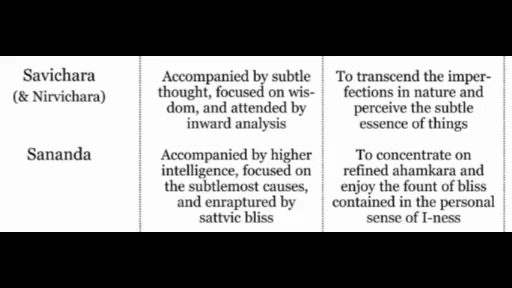 Savichara
(& Nirvichara)
Accompanied by subtle
thought, focused on wis-
dom, and attended by
inward analysis
To transcend the imper-
fections in nature and
perceive the subtle
essence of things
Sananda
Accompanied by higher
intelligence, focused on
the subtlemost causes,
and enraptured by
sattvic bliss
To concentrate on
refined ahamkara and
enjoy the fount of bliss
contained in the personal
sense of I-ness